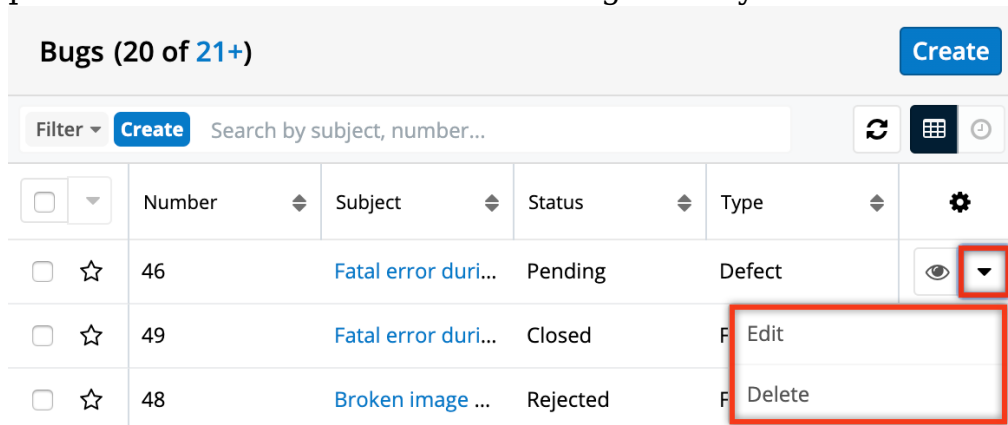 Bugs (20 of 21+) Create
Filter Create Search by subject, number...
Number Subject Status Type
46 Fatal error duri... Pending Defect
49 Fatal error duri... Closed F
Edit
48 Broken image ... Rejected F
Delete